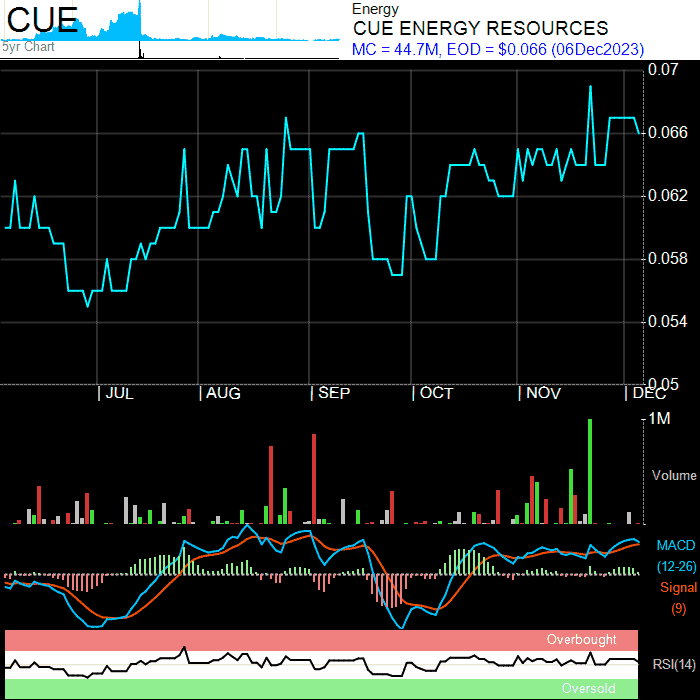 CUE
5yr Chart
Energy
CUE ENERGY RESOURCES
MC = 44.7M, EOD = $0.066 (06Dec2023)
0.07
0.066
0.062
0.058
0.054
0.05
| JUL | AUG | SEP | OCT | NOV | DEC
1M
Volume
MACD
(12-26)
Signal
(9)
Overbought
RSI(14)
Oversold